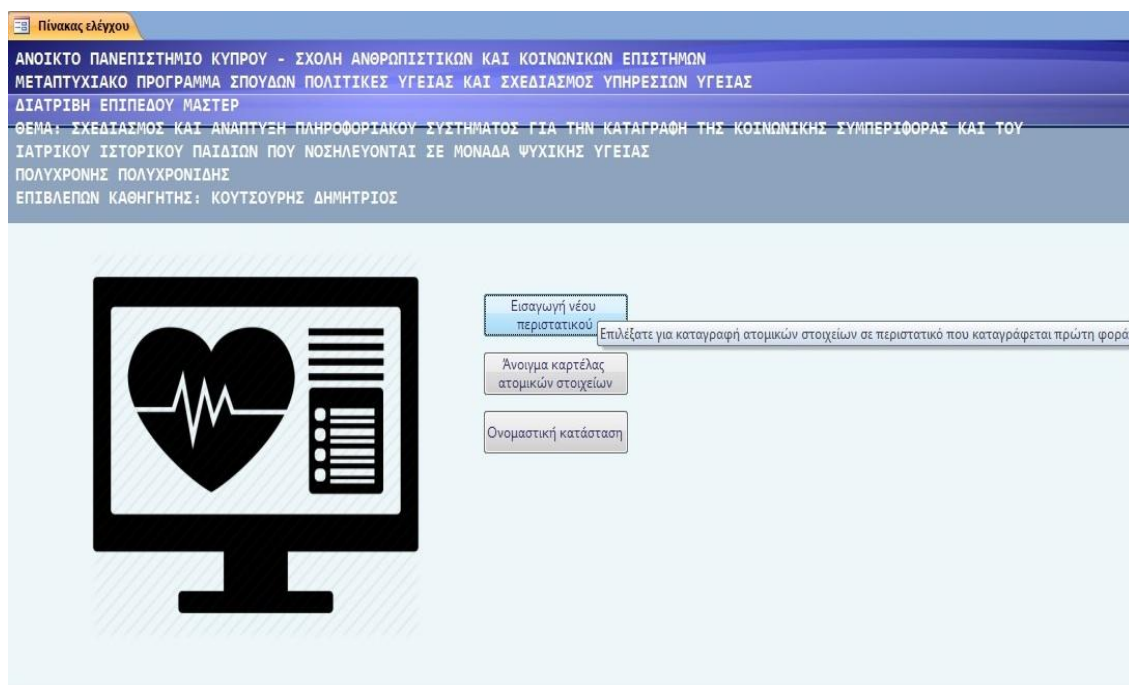 Πίνακας ελέγχου
ΑΝΟΙΚΤΟ ΠΑΝΕΠΙΣΤΗΜΙΟ ΚΥΠΡΟΥ - ΣΧΟΛΗ ΑΝΘΡΩΠΙΣΤΙΚΩΝ ΚΑΙ ΚΟΙΝΩΝΙΚΩΝ ΕΠΙΣΤΗΜΩΝ
ΜΕΤΑΠΤΥΧΙΑΚΟ ΠΡΟΓΡΑΜΜΑ ΣΠΟΥΔΩΝ ΠΟΛΙΤΙΚΕΣ ΥΓΕΙΑΣ ΚΑΙ ΣΧΕΔΙΑΣΜΟΣ ΥΠΗΡΕΣΙΩΝ ΥΓΕΙΑΣ
ΔΙΑΤΡΙΒΗ ΕΠΙΠΕΔΟΥ ΜΑΣΤΕΡ
ΘΕΜΑ: ΣΧΕΔΙΑΣΜΟΣ ΚΑΙ ΑΝΑΠΤΥΞΗ ΠΛΗΡΟΦΟΡΙΑΚΟΥ ΣΥΣΤΗΜΑΤΟΣ ΓΙΑ ΤΗΝ ΚΑΤΑΓΡΑΦΗ ΤΗΣ ΚΟΙΝΩΝΙΚΗΣ ΣΥΜΠΕΡΙΦΟΡΑΣ ΚΑΙ ΤΟΥ
ΙΑΤΡΙΚΟΥ ΙΣΤΟΡΙΚΟΥ ΠΑΙΔΙΩΝ ΠΟΥ ΝΟΣΗΛΕΥΟΝΤΑΙ ΣΕ ΜΟΝΑΔΑ ΨΥΧΙΚΗΣ ΥΓΕΙΑΣ
ΠΟΛΥΧΡΟΝΗΣ ΠΟΛΥΧΡΟΝΙΔΗΣ
ΕΠΙΒΛΕΠΩΝ ΚΑΘΗΓΗΤΗΣ: ΚΟΥΤΣΟΥΡΗΣ ΔΗΜΗΤΡΙΟΣ
Εισαγωγή νέου
περιστατικού
Επιλέξατε για καταγραφή ατομικών στοιχείων σε περιστατικό που καταγράφεται πρώτη φορά
Άνοιγμα καρτέλας
ατομικών στοιχείων
Ονομαστική κατάσταση